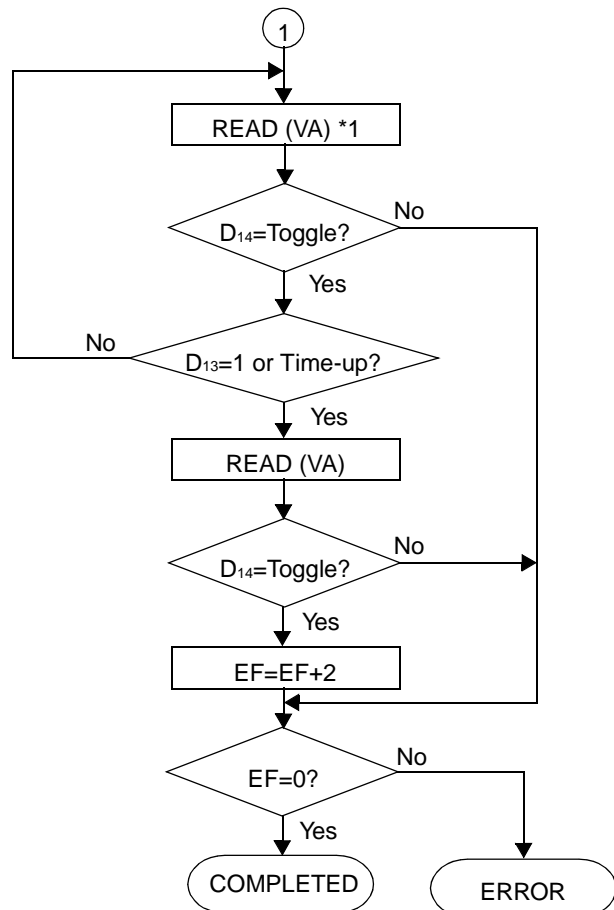 1
READ (VA) *1
D₁₄=Toggle?
No
Yes
No
D₁₃=1 or Time-up?
Yes
READ (VA)
D₁₄=Toggle?
No
Yes
EF=EF+2
EF=0?
No
Yes
COMPLETED
ERROR